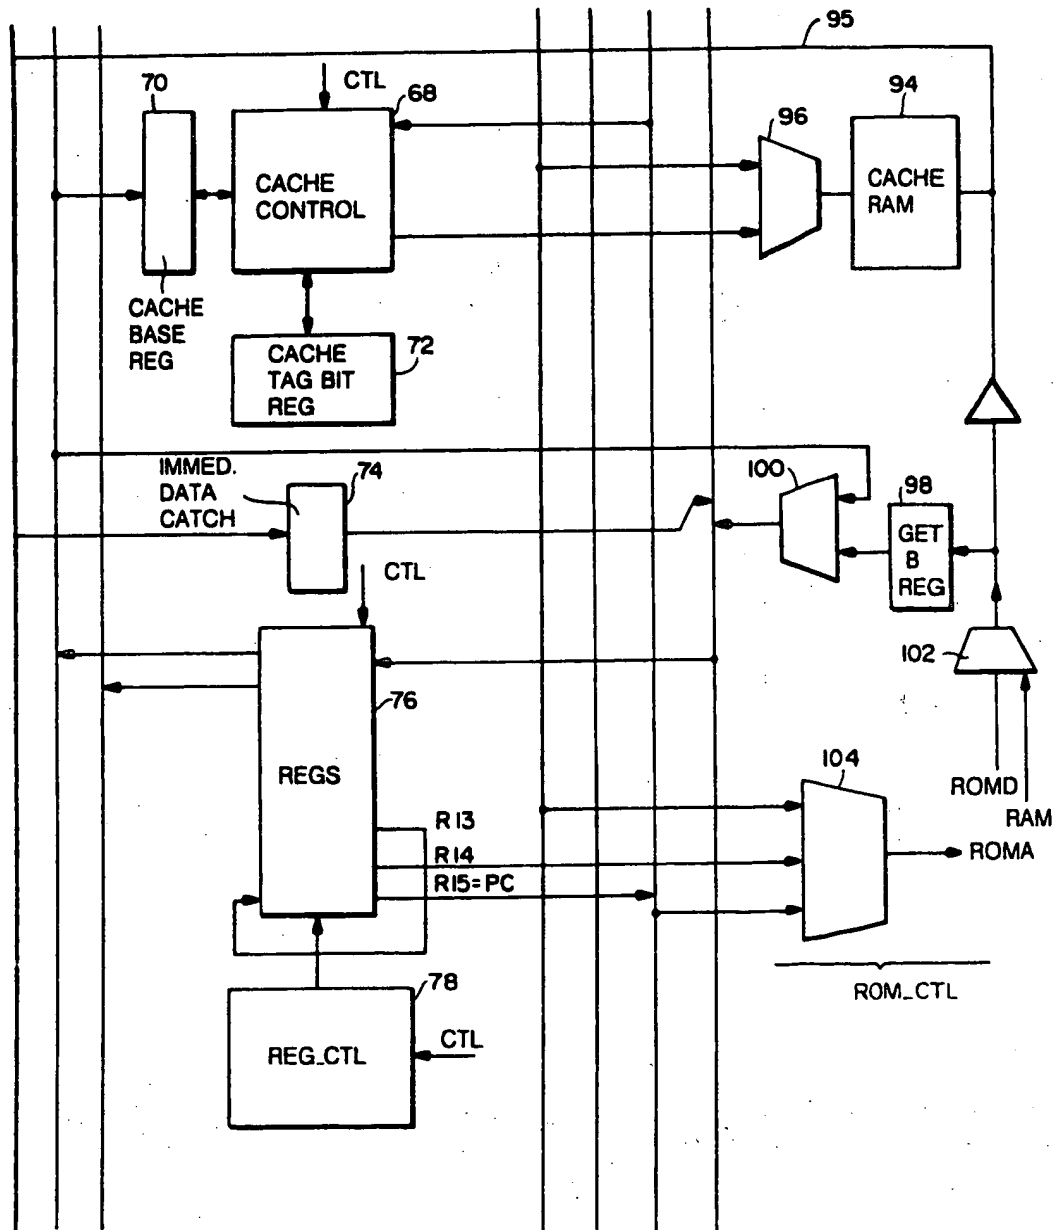 95
70
CTL
68
94
96
CACHE
CONTROL
CACHE
RAM
CACHE
BASE
REG
72
CACHE
TAG BIT
REG
IMMED.
DATA
CATCH
74
100
98
GET
B
REG
CTL
102
76
REGS
104
ROMD
RAM
R13
R14
R15=PC
ROMA
ROM_CTL
78
REG_CTL
CTL